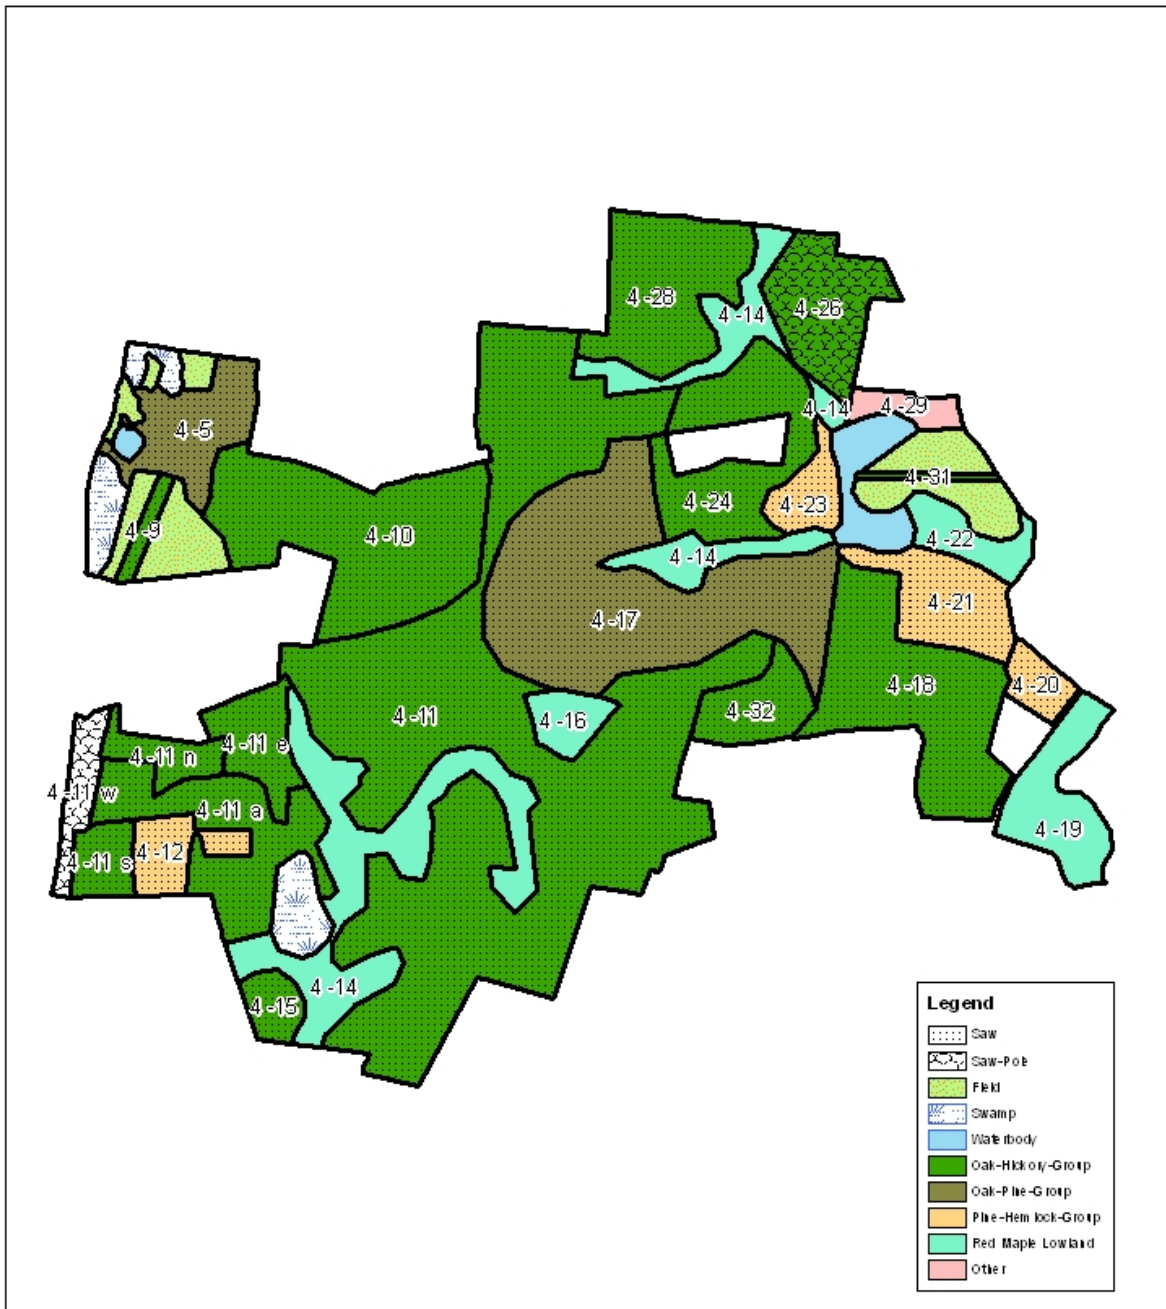 4 -28
4 -14
4 -26
4 -14
4 -29
4 -5
4 -31
4 -24
4 -23
4 -9
4 -10
4 -22
4 -14
4 -21
4 -17
4 -18
4 -20
4 -11
4 -16
4 -32
4 -11 e
4 -11 n
4 -11 w
4 -11 a
4 -19
4 -12
4 -11 s
4 -14
4 -15
Legend
Saw
Saw-Pole
Field
Swamp
Waterbody
Oak-Hickory-Group
Oak-Pine-Group
Pine-Hemlock-Group
Red Maple Lowland
Other